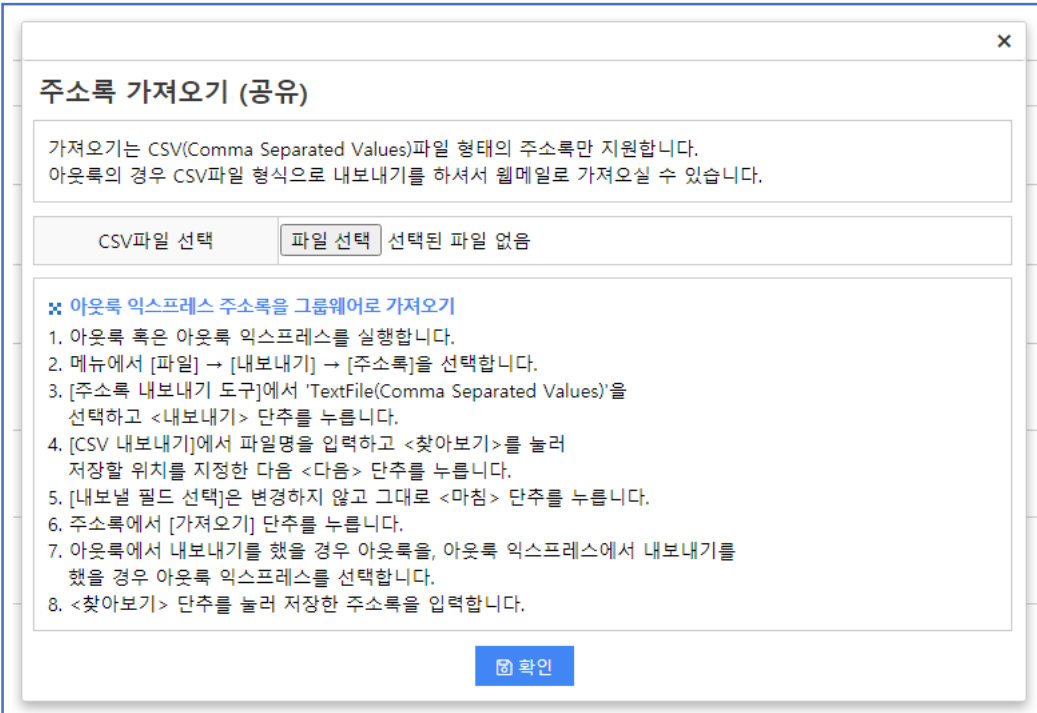 ×
주소록 가져오기 (공유)
가져오기는 CSV(Comma Separated Values)파일 형태의 주소록만 지원합니다.
아웃룩의 경우 CSV파일 형식으로 내보내기를 하셔서 웹메일로 가져오실 수 있습니다.
CSV파일 선택 파일 선택 선택된 파일 없음
아웃룩 익스프레스 주소록을 그룹웨어로 가져오기
1. 아웃룩 혹은 아웃룩 익스프레스를 실행합니다.
2. 메뉴에서 [파일] → [내보내기] → [주소록]을 선택합니다.
3. [주소록 내보내기 도구]에서 'TextFile(Comma Separated Values)'을
선택하고 <내보내기> 단추를 누릅니다.
4. [CSV 내보내기]에서 파일명을 입력하고 <찾아보기>를 눌러
저장할 위치를 지정한 다음 <다음> 단추를 누릅니다.
5. [내보낼 필드 선택]은 변경하지 않고 그대로 <마침> 단추를 누릅니다.
6. 주소록에서 [가져오기] 단추를 누릅니다.
7. 아웃룩에서 내보내기를 했을 경우 아웃룩을, 아웃룩 익스프레스에서 내보내기를
했을 경우 아웃룩 익스프레스를 선택합니다.
8. <찾아보기> 단추를 눌러 저장한 주소록을 입력합니다.
확인